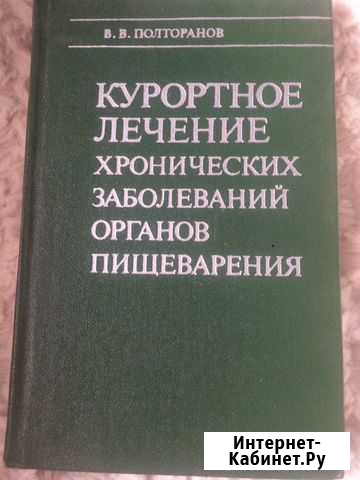 В. В. ПОЛТОРАНОВ
КУРОРТНОЕ
ЛЕЧЕНИЕ
ХРОНИЧЕСКИХ
ЗАБОЛЕВАНИЙ
ОРГАНОВ
ПИЩЕВАРЕНИЯ
Интернет-
Кабинет.Ру